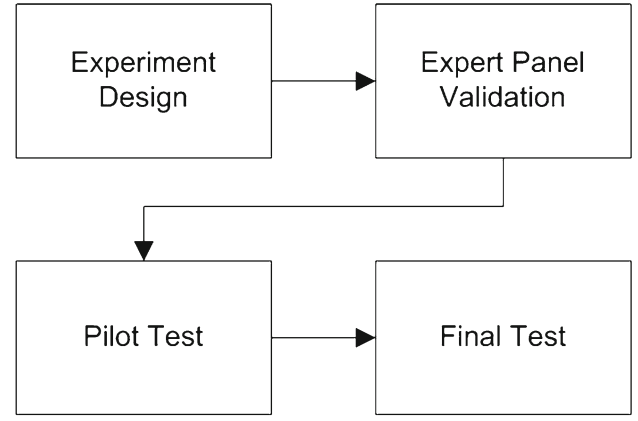 Experiment
Design
Expert Panel
Validation
Pilot Test
Final Test